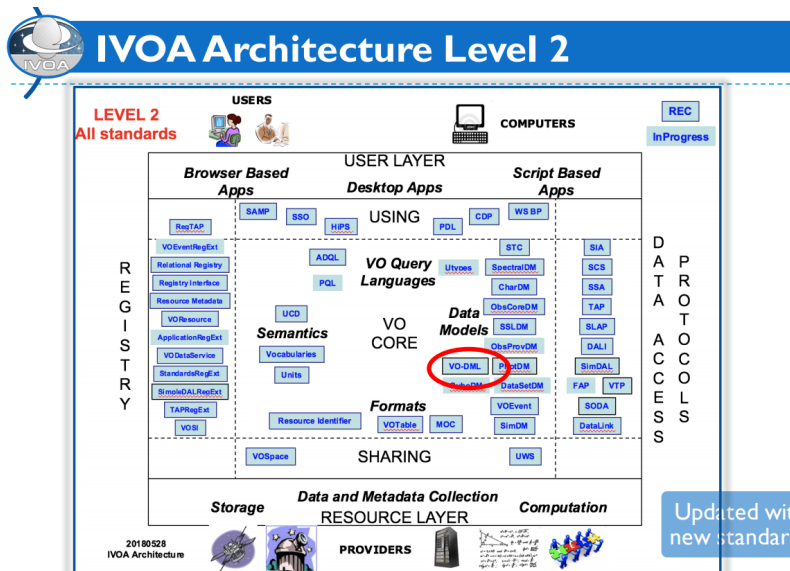 IVOA
IVOA Architecture Level 2
LEVEL 2
All standards
USERS
COMPUTERS
REC
InProgress
USER LAYER
Browser Based
Apps
Desktop Apps
Script Based
Apps
USING
SAMP
SSO
HiPS
PDL
CDP
WS BP
REGISTRY
RegTAP
VOEventRegExt
Relational Registry
Registry Interface
Resource Metadata
VOResource
ApplicationRegExt
VODataService
StandardsRegExt
SimpleDALRegExt
TAPRegExt
VOSI
ADQL
PQL
VO Query
Languages
UCD
Semantics
Vocabularies
Units
VO
CORE
Formats
Resource Identifier
VOTable
MOC
Data
Models
Utypes
STC
SpectralDM
CharDM
ObsCoreDM
SSLDM
ObsProvDM
VO-DML
PhotDM
CubeDM
DataSetDM
VOEvent
SimDM
SIA
SCS
SSA
TAP
SLAP
DALI
SimDAL
FAP
VTP
SODA
DataLink
DATA ACCESS
PROTOCOLS
VOSpace
SHARING
UWS
Storage
Data and Metadata Collection
Computation
RESOURCE LAYER
20180528
IVOA Architecture
PROVIDERS
Updated wit
new standar